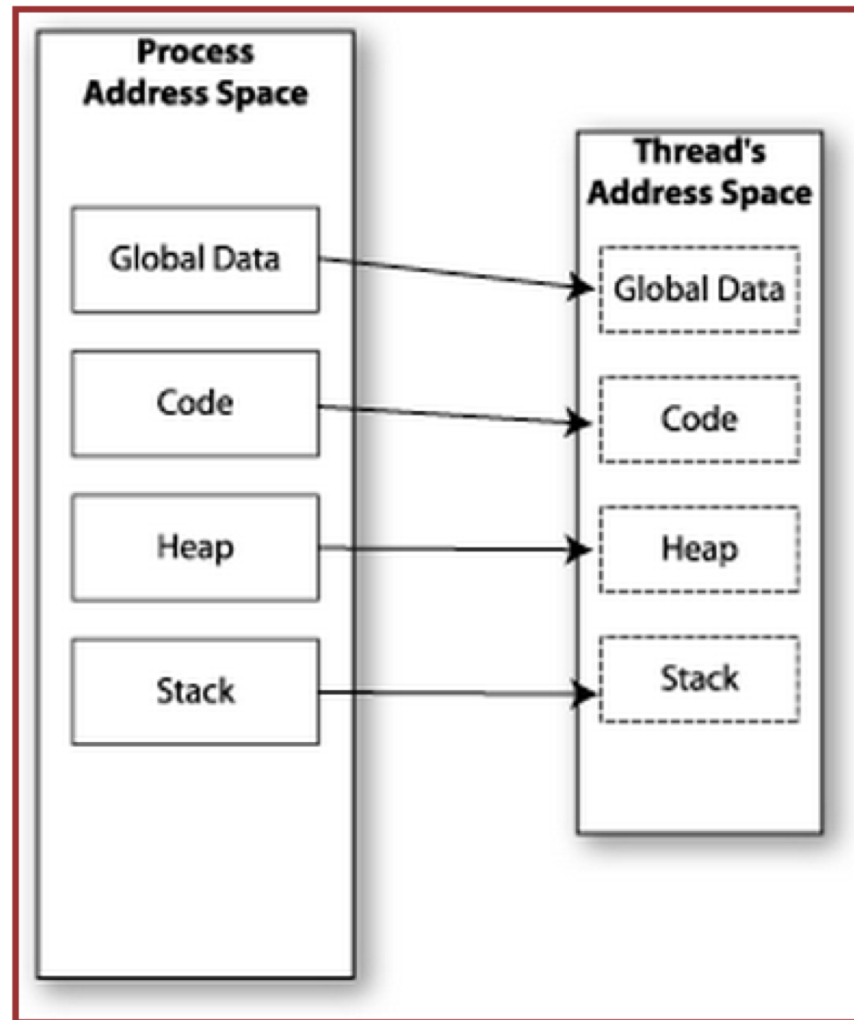 Process
Address Space
Global Data
Code
Heap
Stack
Thread's
Address Space
Global Data
Code
Heap
Stack